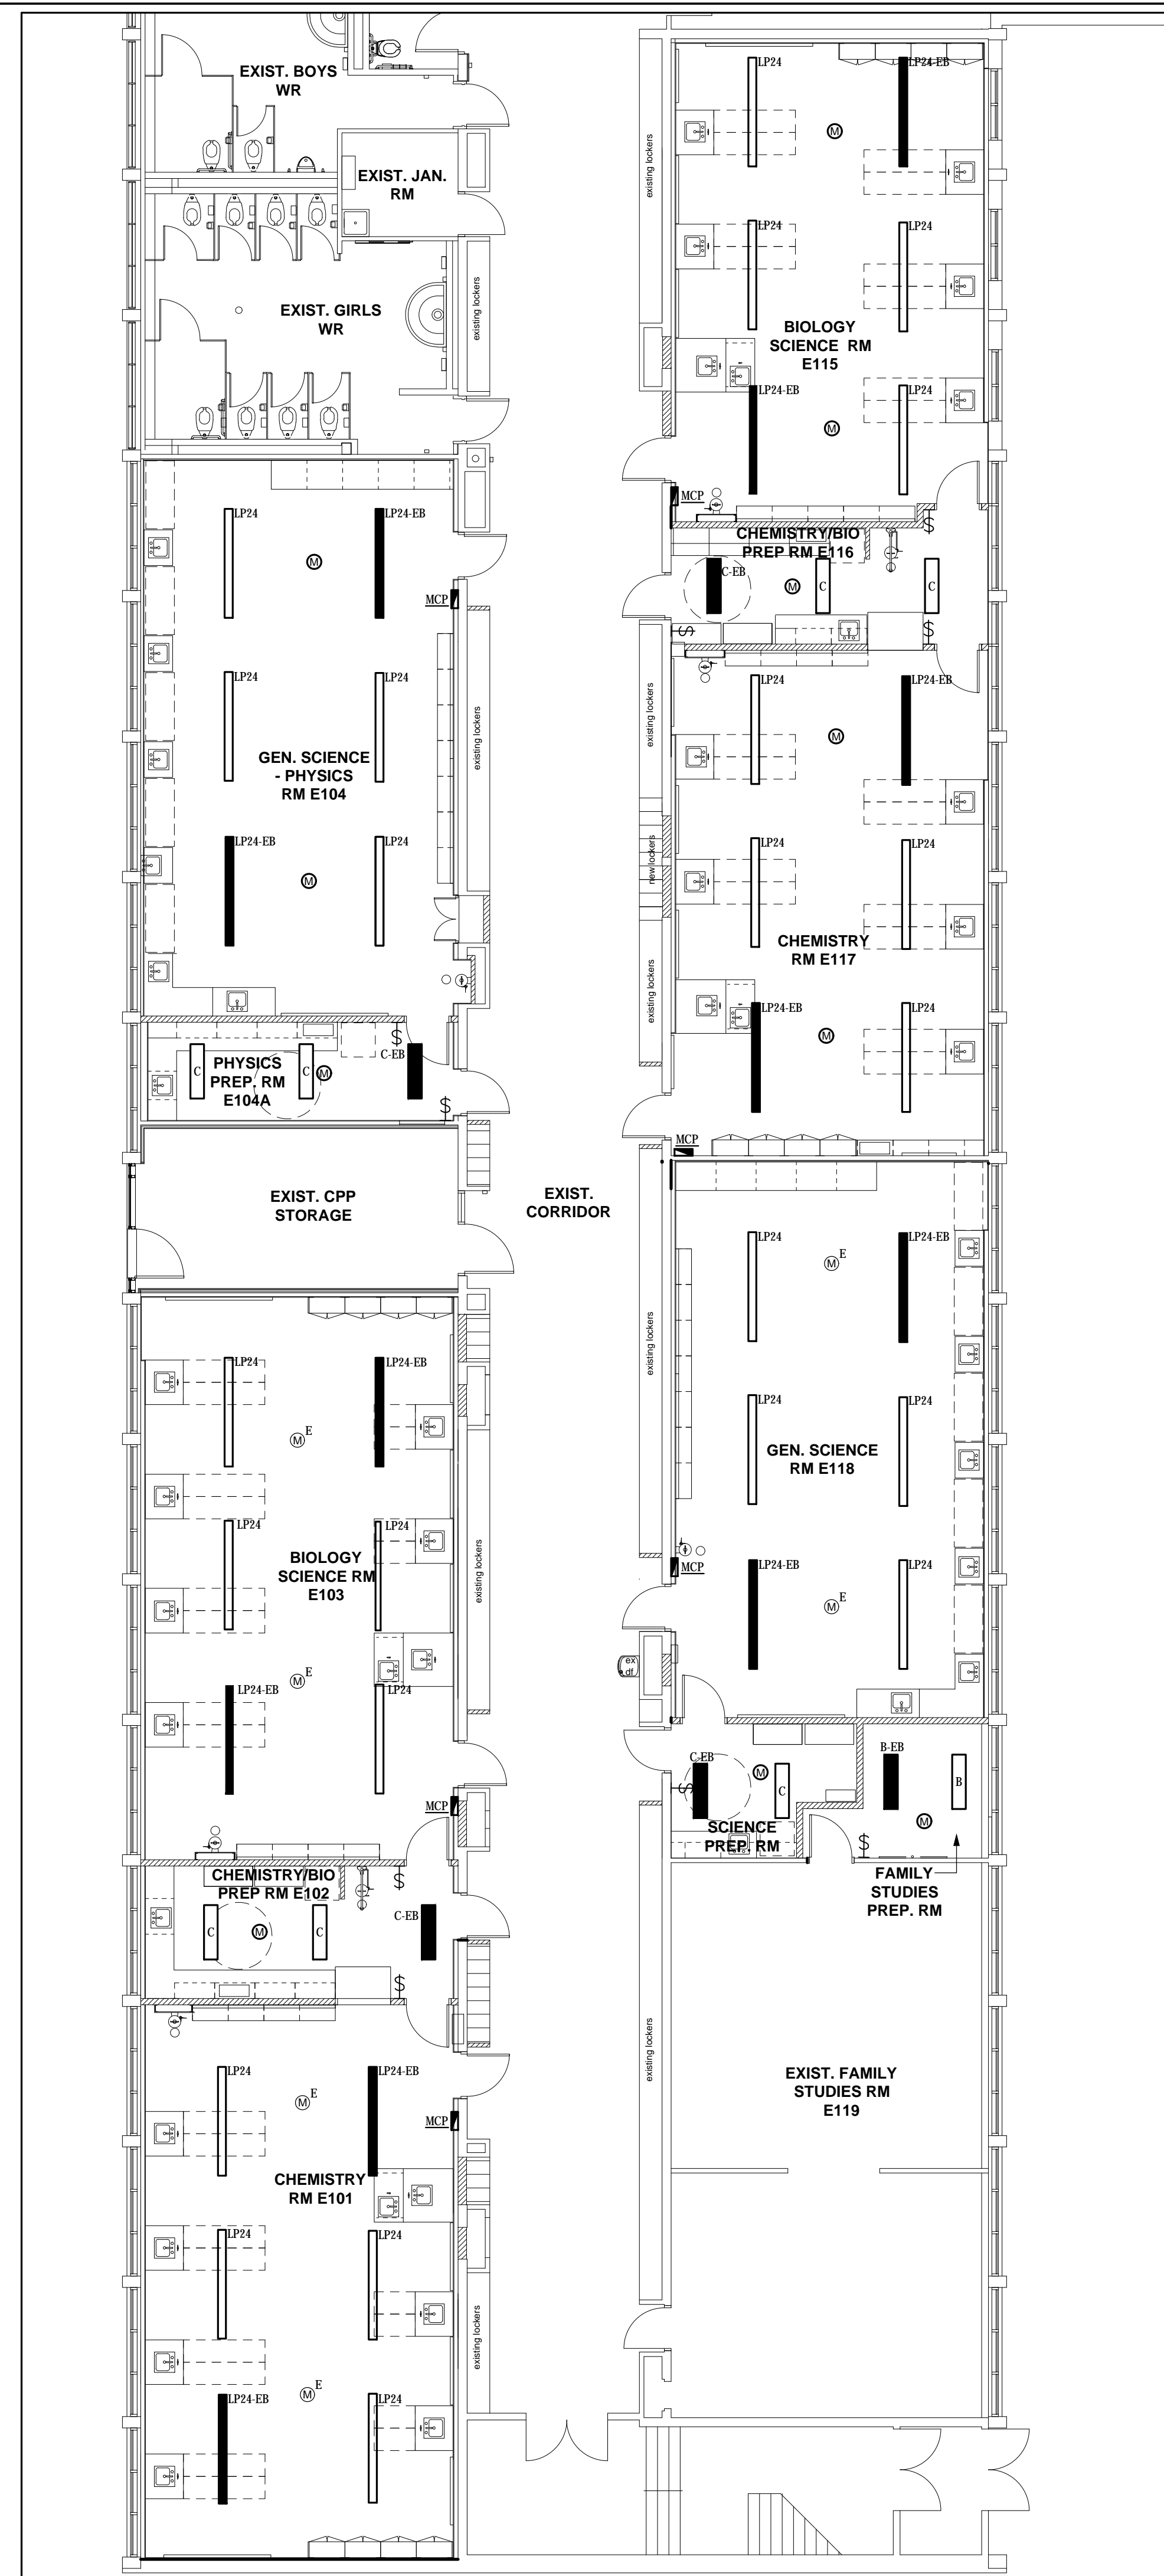 EXIST. BOYS
WR
EXIST. JAN.
RM
EXIST. GIRLS
WR
existing lockers
LP24
LP24-EB
M
LP24
LP24-EB
MCP
LP24
LP24
GEN. SCIENCE
- PHYSICS
RM E104
existing lockers
LP24-EB
LP24
M
$
PHYSICS
PREP. RM
E104A
C
C
M
C-EB
$
EXIST. CPP
STORAGE
EXIST.
CORRIDOR
LP24
LP24-EB
M E
LP24
LP24
BIOLOGY
SCIENCE RM
E103
existing lockers
M E
LP24-EB
LP24
MCP
CHEMISTRY/BIO
PREP RM E102
$
C
M
C
C-EB
$
LP24
LP24-EB
M E
MCP
CHEMISTRY
RM E101
LP24
LP24
M E
LP24-EB
LP24
existing lockers
existing lockers
LP24
LP24-EB
M
LP24
LP24
BIOLOGY
SCIENCE RM
E115
LP24-EB
LP24
M
MCP
$
CHEMISTRY/BIO
PREP RM E116
C-EB
M
C
C
$
$
existing lockers
LP24
LP24-EB
M
new lockers
LP24
LP24
CHEMISTRY
RM E117
existing lockers
LP24-EB
LP24
M
MCP
LP24
LP24-EB
M E
existing lockers
LP24
LP24
GEN. SCIENCE
RM E118
LP24-EB
LP24
MCP
M E
ex
df
C-EB
$
M
C
SCIENCE
PREP. RM
B-EB
B
M
$
FAMILY
STUDIES
PREP. RM
existing lockers
EXIST. FAMILY
STUDIES RM
E119